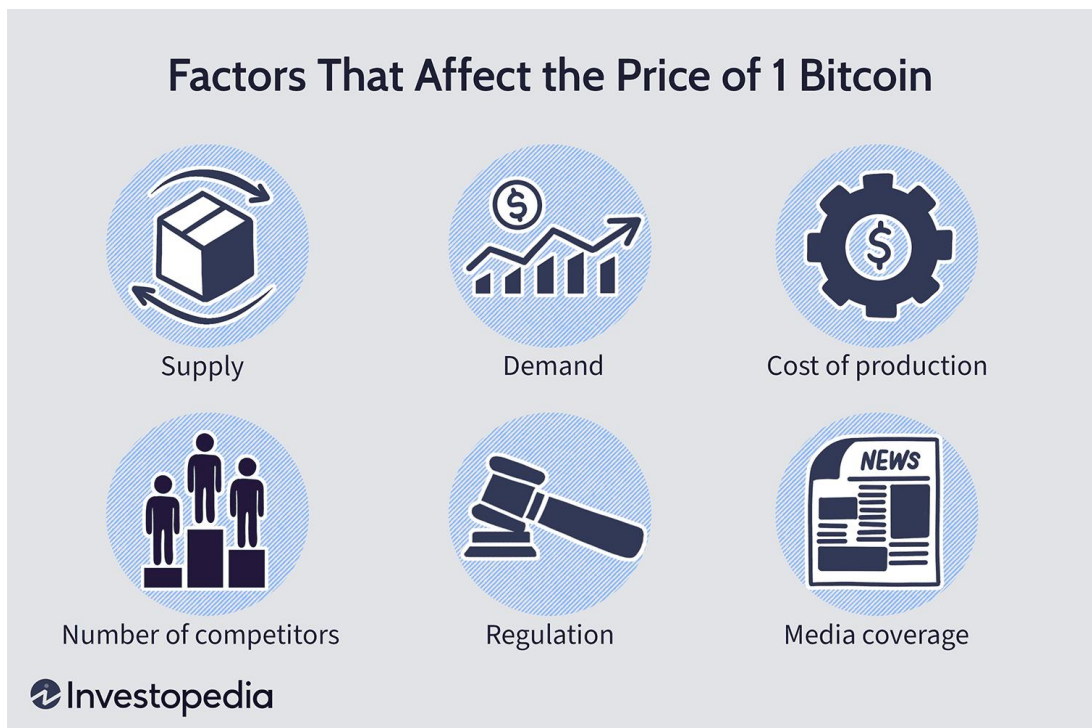 Factors That Affect the Price of 1 Bitcoin
$
$
Supply
Demand
Cost of production
NEWS
Number of competitors
Regulation
Media coverage
Investopedia